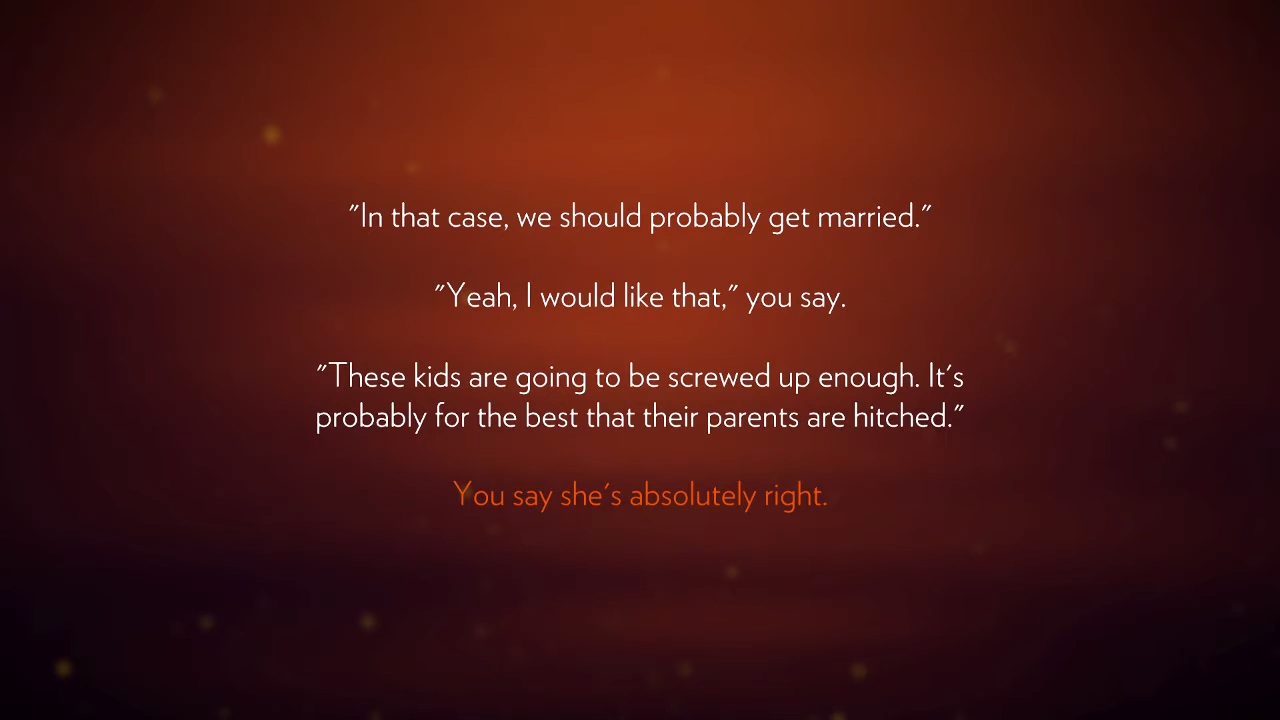 "In that case, we should probably get married."
"Yeah, I would like that," you say.
"These kids are going to be screwed up enough. It's
probably for the best that their parents are hitched."
You say she's absolutely right.